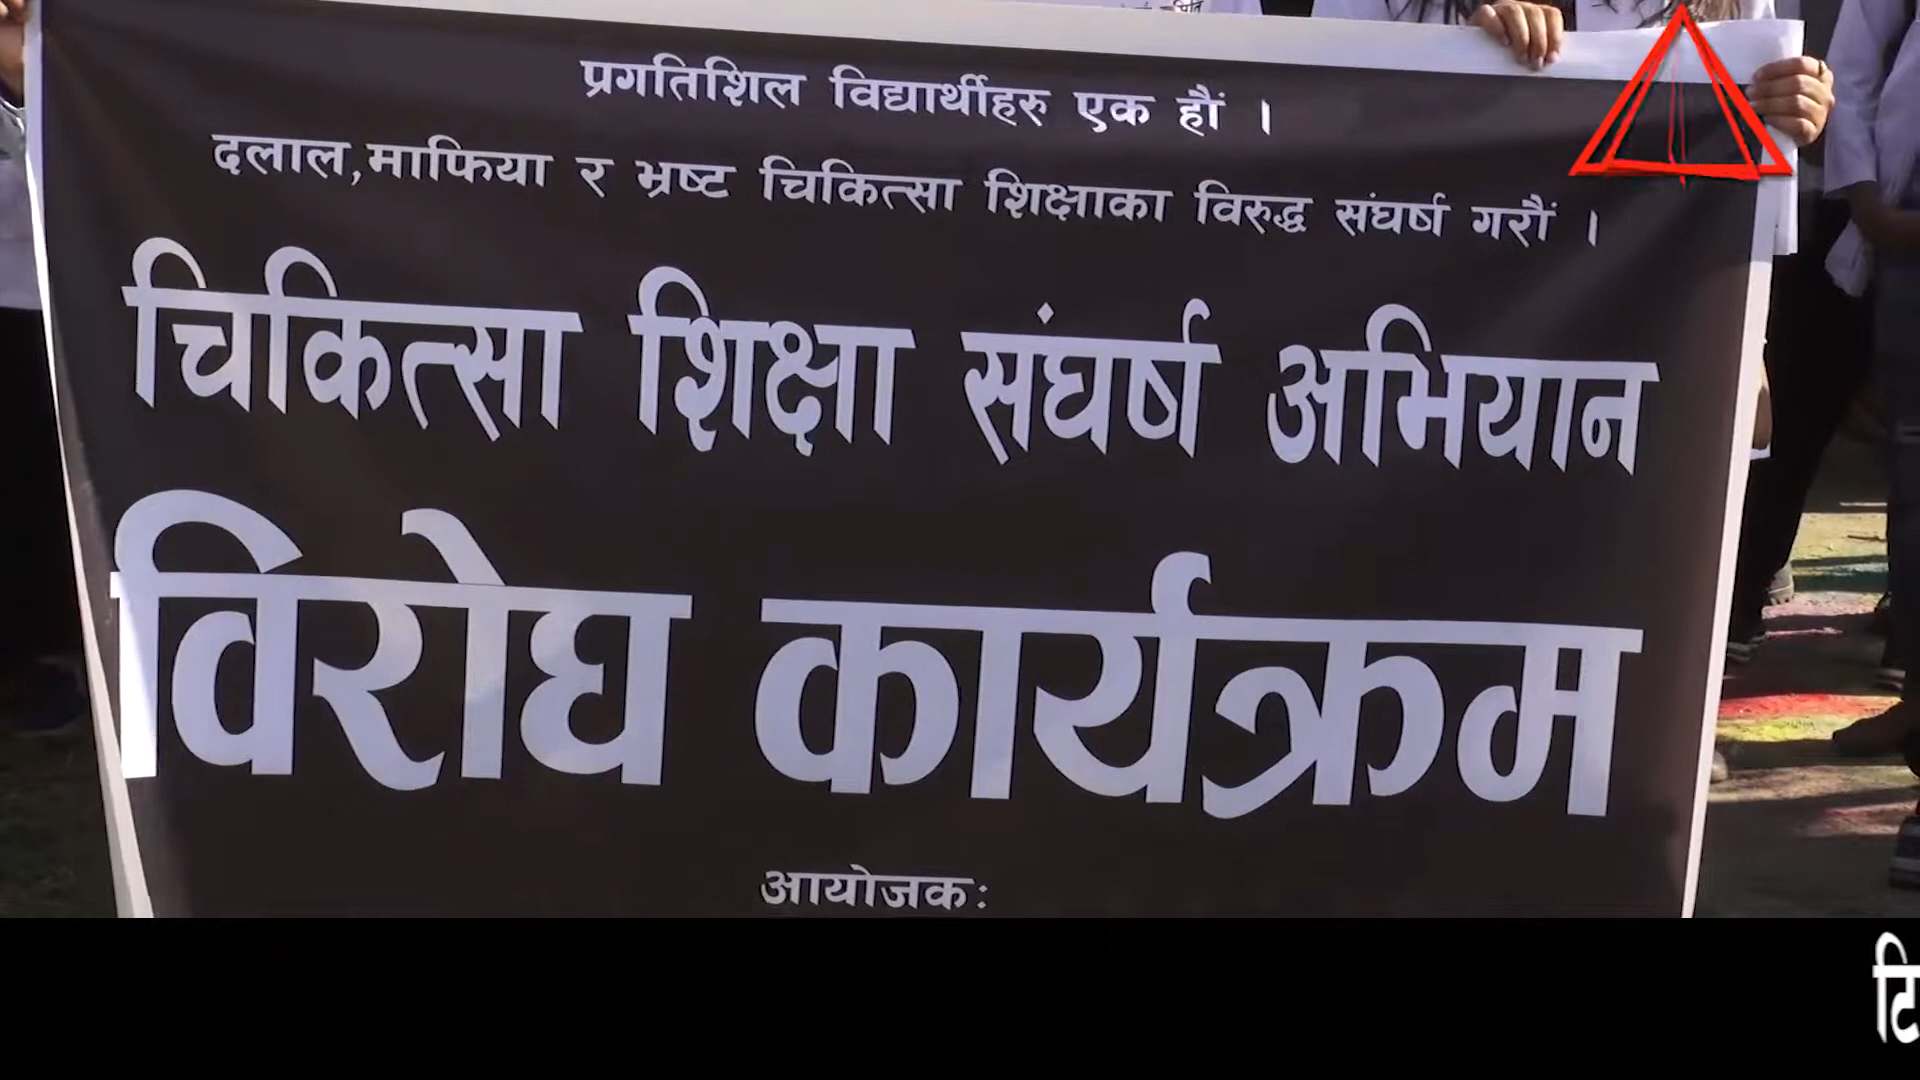 प्रगतिशिल विद्यार्थीहरु एक हौं ।
दलाल,माफिया र भ्रष्ट चिकित्सा शिक्षाका विरुद्ध संघर्ष गरौं ।
चिकित्सा शिक्षा संघर्ष अभियान
विरोध कार्यक्रम
आयोजक:
टि